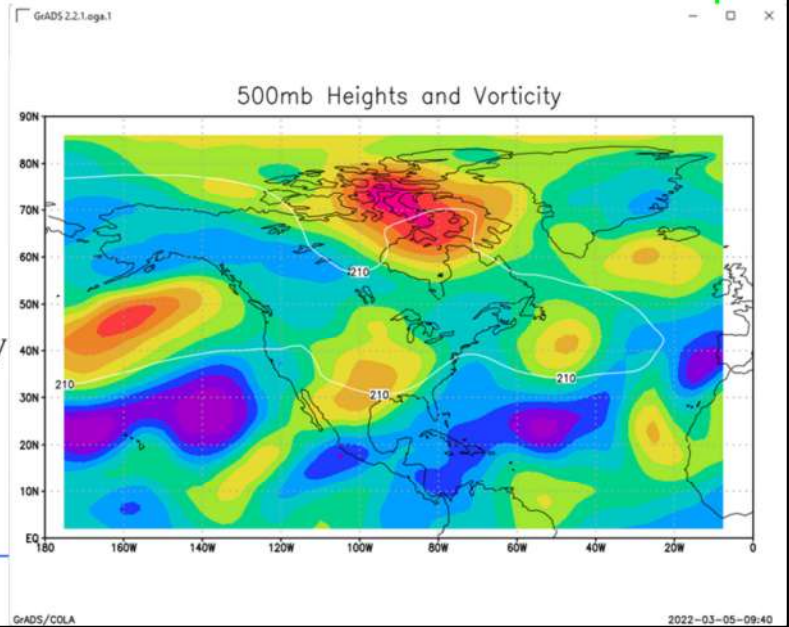 GrADS 2.2.1.oga.1
500mb Heights and Vorticity
90N
80N
70N
60N
210
50N
y
40N
210
210
210
30N
20N
10N
EQ
180 160W 140W 120W 100W 80W 60W 40W 20W 0
GrADS/COLA 2022-03-05-09:40